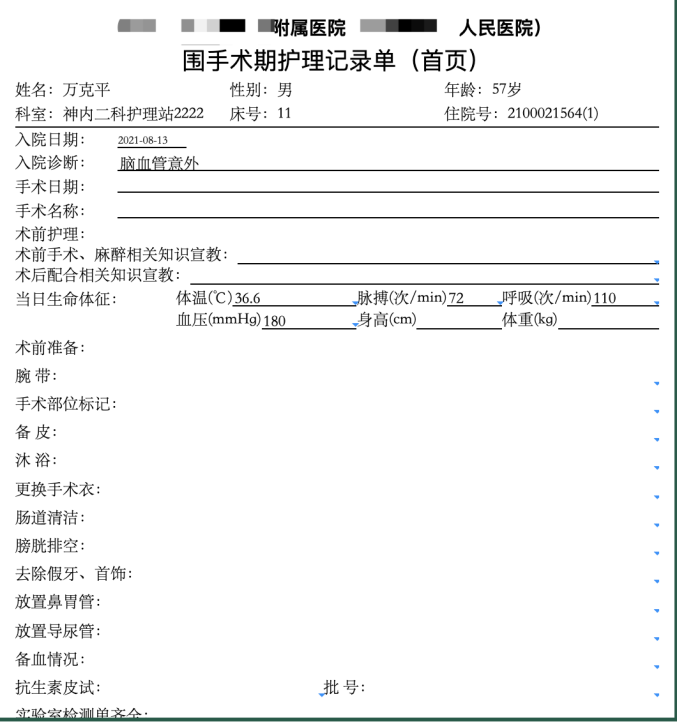 附属医院 人民医院）
围手术期护理记录单（首页）
姓名：万克平 性别：男 年龄：57岁
科室：神内二科护理站2222 床号：11 住院号：2100021564(1)
入院日期：2021-08-13
入院诊断：脑血管意外
手术日期：
手术名称：
术前护理：
术前手术、麻醉相关知识宣教：
术后配合相关知识宣教：
当日生命体征： 体温(℃)36.6 脉搏(次/min)72 呼吸(次/min)110
血压(mmHg)180 身高(cm) 体重(kg)
术前准备：
腕 带：
手术部位标记：
备 皮：
沐 浴：
更换手术衣：
肠道清洁：
膀胱排空：
去除假牙、首饰：
放置鼻胃管：
放置导尿管：
备血情况：
抗生素皮试： 批 号：
实验室检测单齐全：